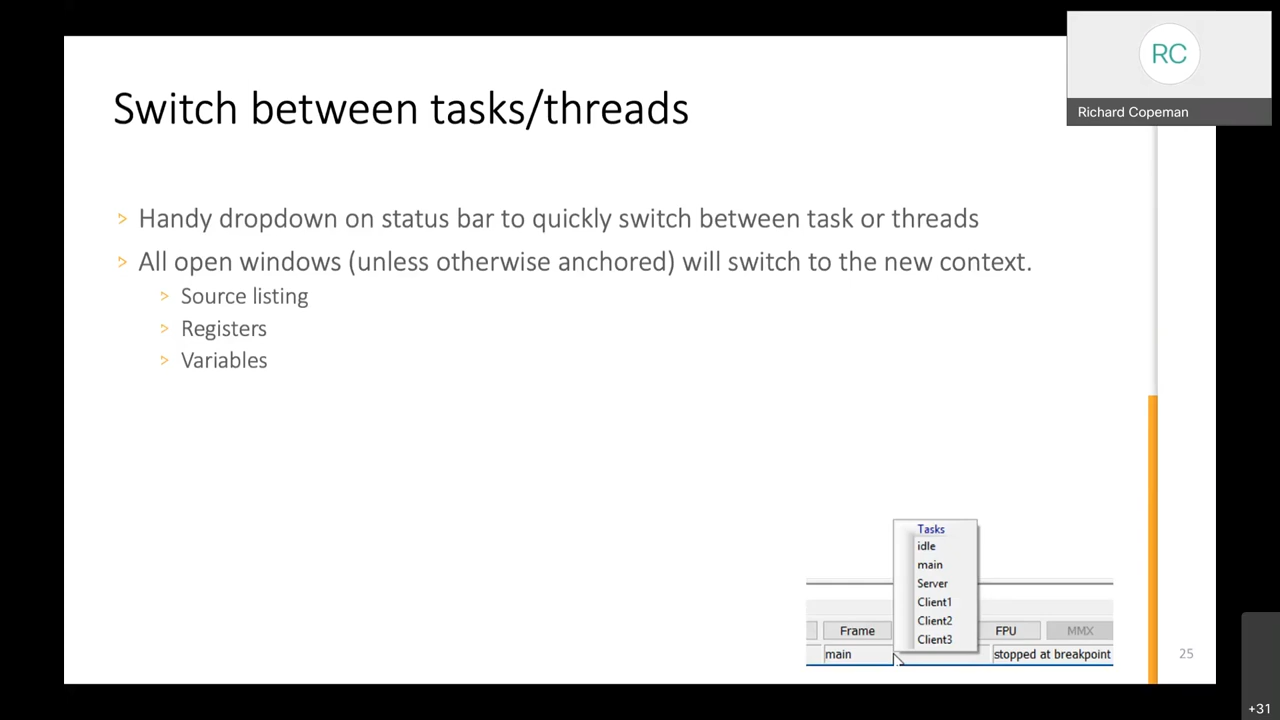 RC
Richard Copeman
Switch between tasks/threads
Handy dropdown on status bar to quickly switch between task or threads
All open windows (unless otherwise anchored) will switch to the new context.
Source listing
Registers
Variables
Tasks
idle
main
Server
Client1
Client2
Client3
Frame
FPU
MMX
main
stopped at breakpoint
25
+31